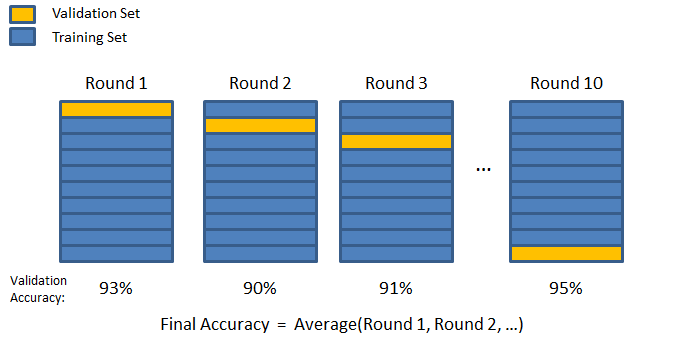 Validation Set
Training Set
Round 1 Round 2 Round 3 Round 10
...
Validation
Accuracy: 93% 90% 91% 95%
Final Accuracy = Average(Round 1, Round 2, ...)